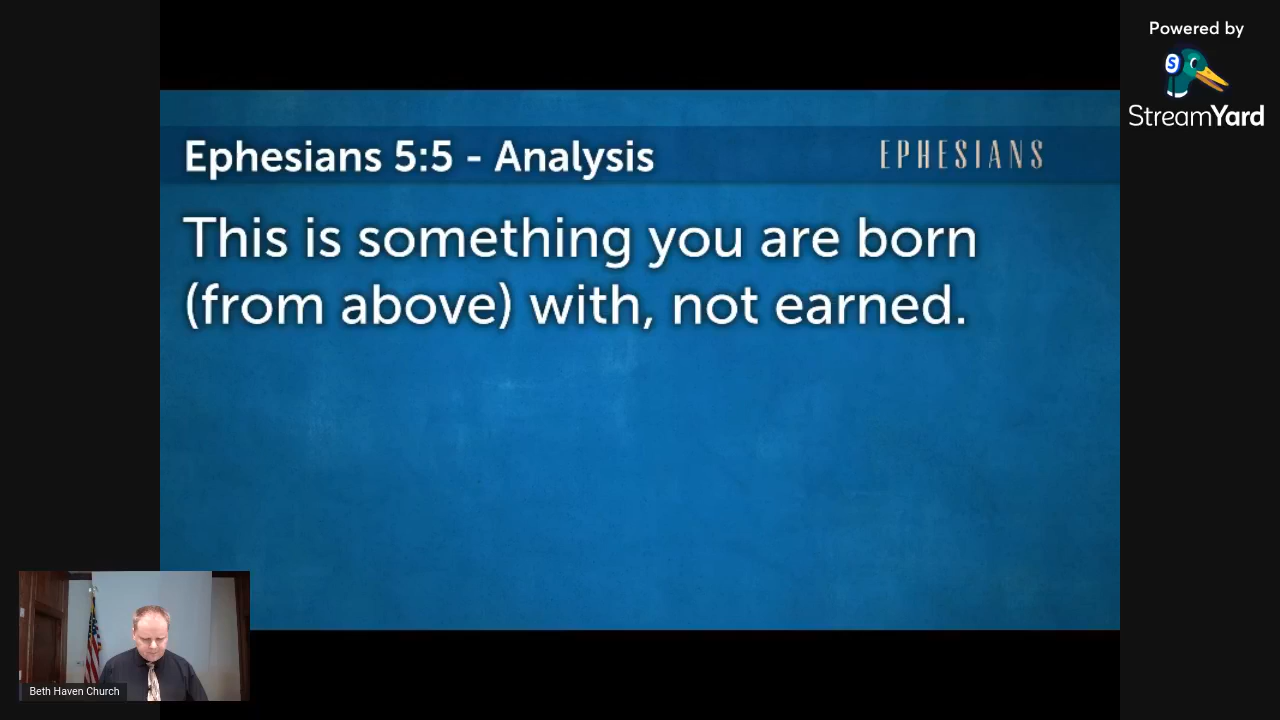 Powered by
S
StreamYard
Ephesians 5:5 - Analysis
EPHESIANS
This is something you are born
(from above) with, not earned.
Beth Haven Church